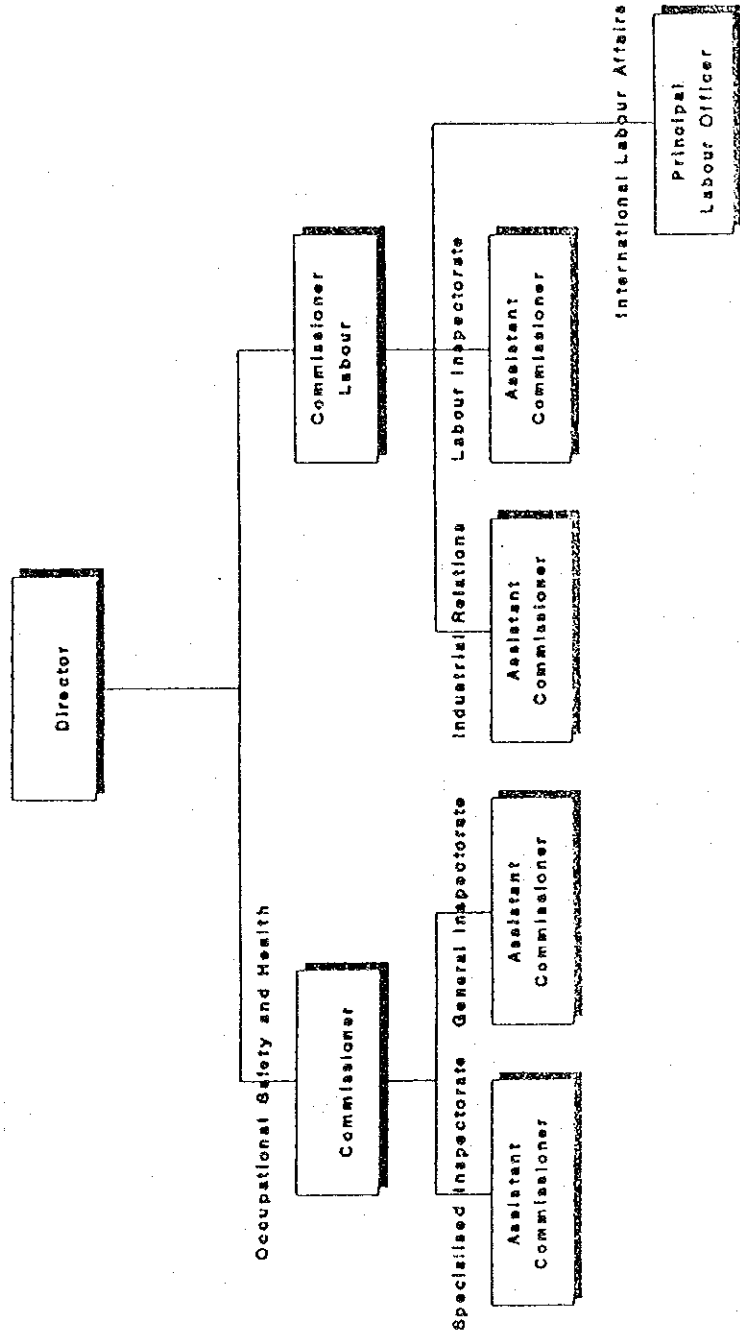 Director
Occupational Safety and Health
Commissioner
Commissioner
Labour
Specialised Inspectorate
General Inspectorate
Industrial Relations
Labour Inspectorate
Assistant
Commissioner
Assistant
Commissioner
Assistant
Commissioner
Assistant
Commissioner
International Labour Affairs
Principal
Labour Officer